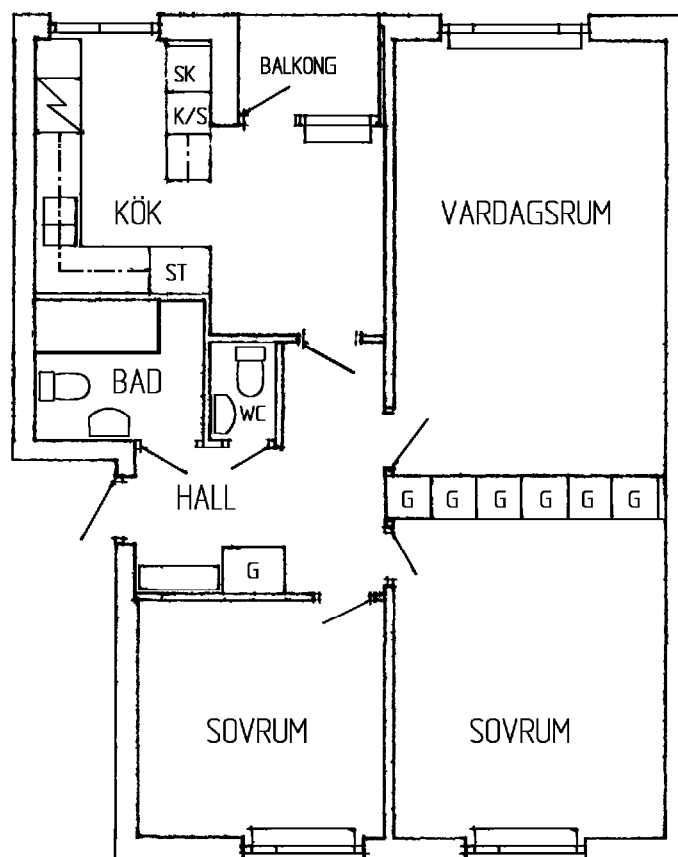 SK
BALKONG
K/S
KÖK
VARDAGSRUM
ST
BAD
WC
HALL
G G G G G G
G
SOVRUM
SOVRUM